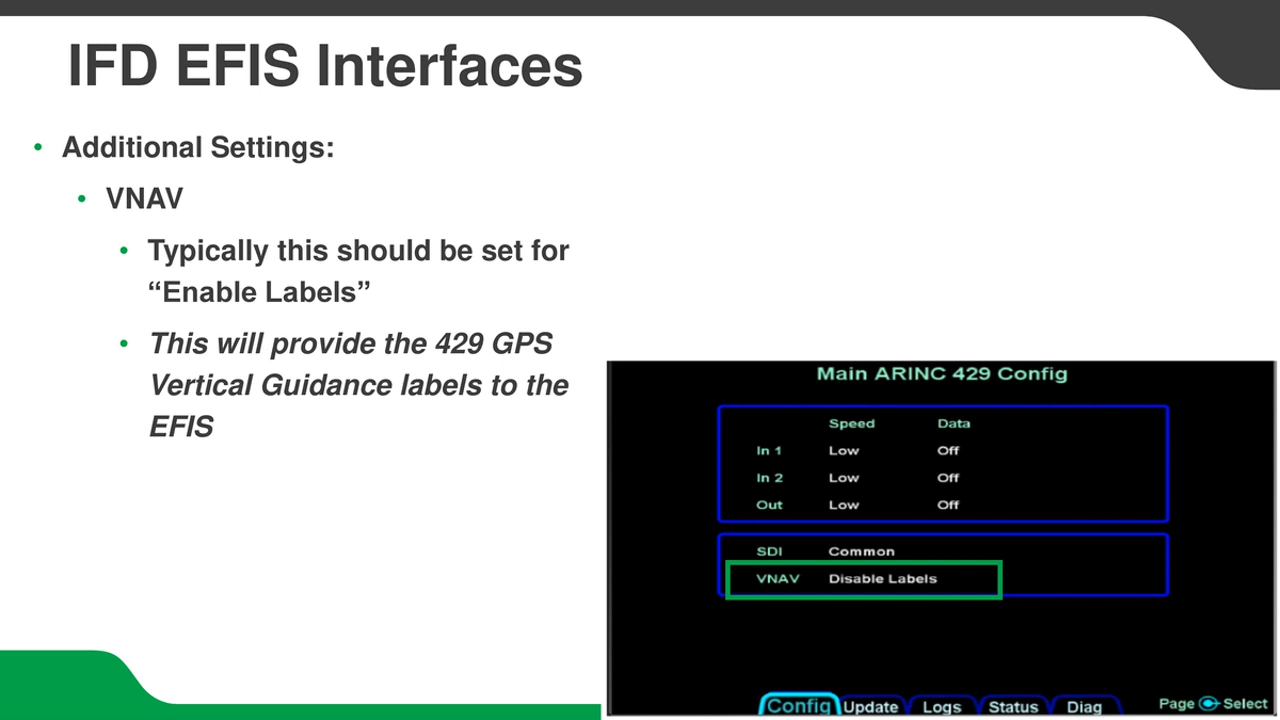 IFD EFIS Interfaces
• Additional Settings:
• VNAV
• Typically this should be set for
“Enable Labels”
• This will provide the 429 GPS
Vertical Guidance labels to the
EFIS
Main ARINC 429 Config
Speed Data
In 1 Low Off
In 2 Low Off
Out Low Off
SDI Common
VNAV Disable Labels
Config Update Logs Status Diag Page Select